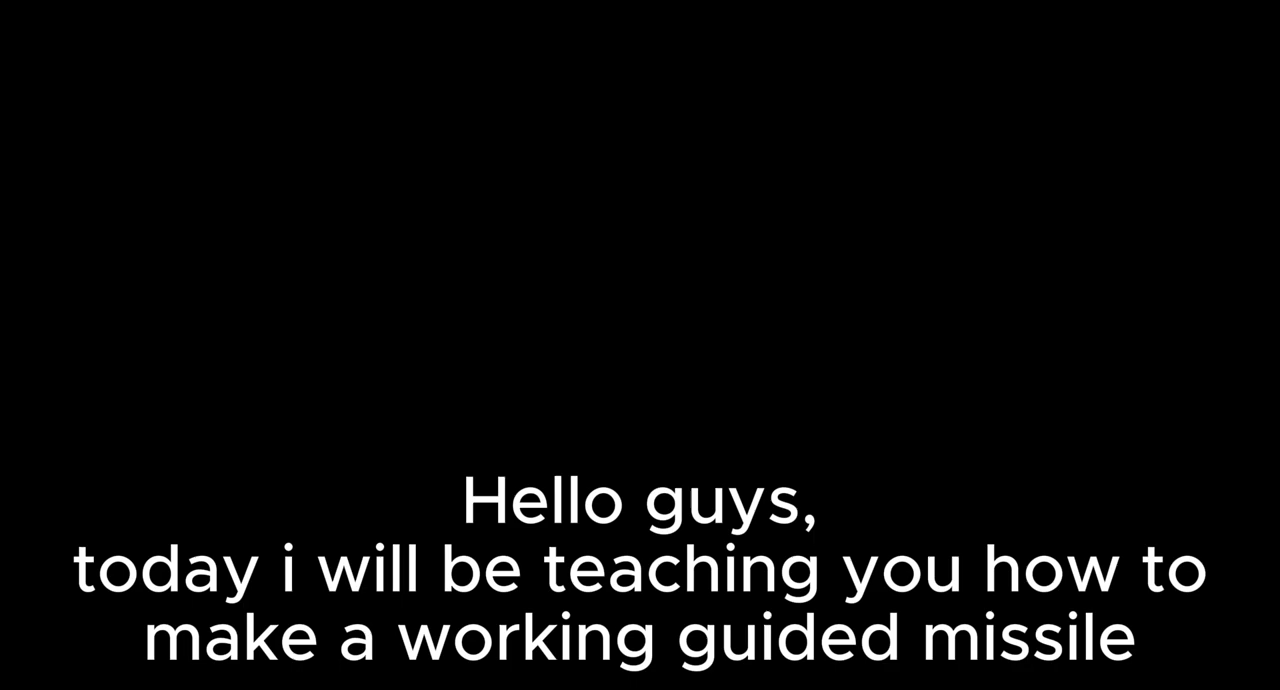 Hello guys,
today i will be teaching you how to
make a working guided missile